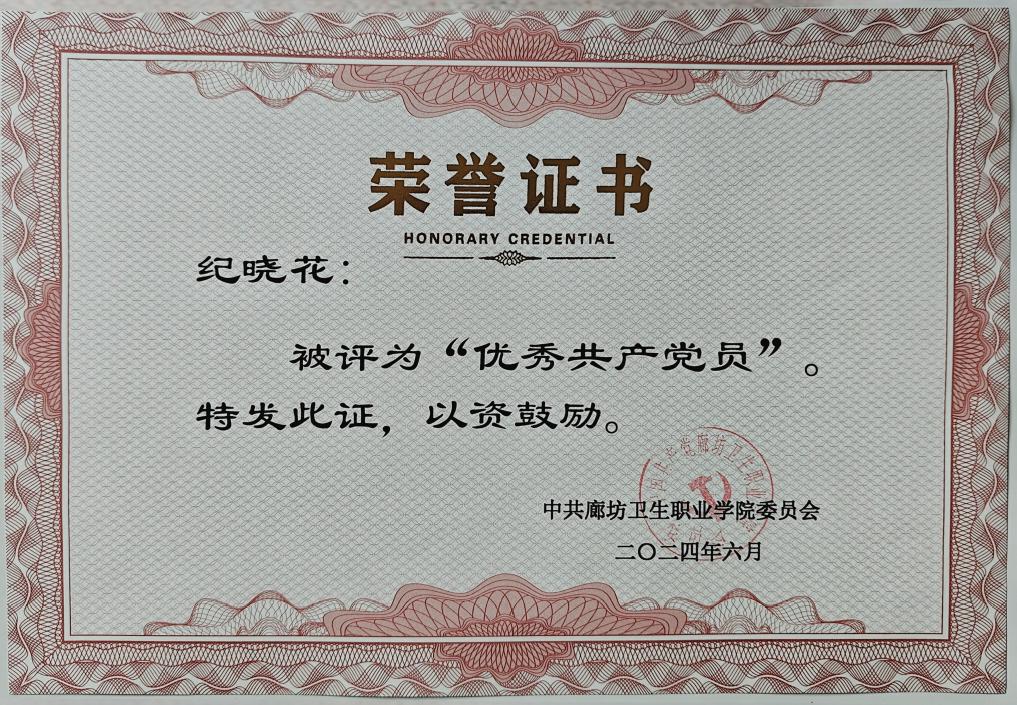 荣誉证书
HONORARY CREDENTIAL
纪晓花：
被评为“优秀共产党员”。
特发此证，以资鼓励。
中共廊坊卫生职业学院委员会
二〇二四年六月